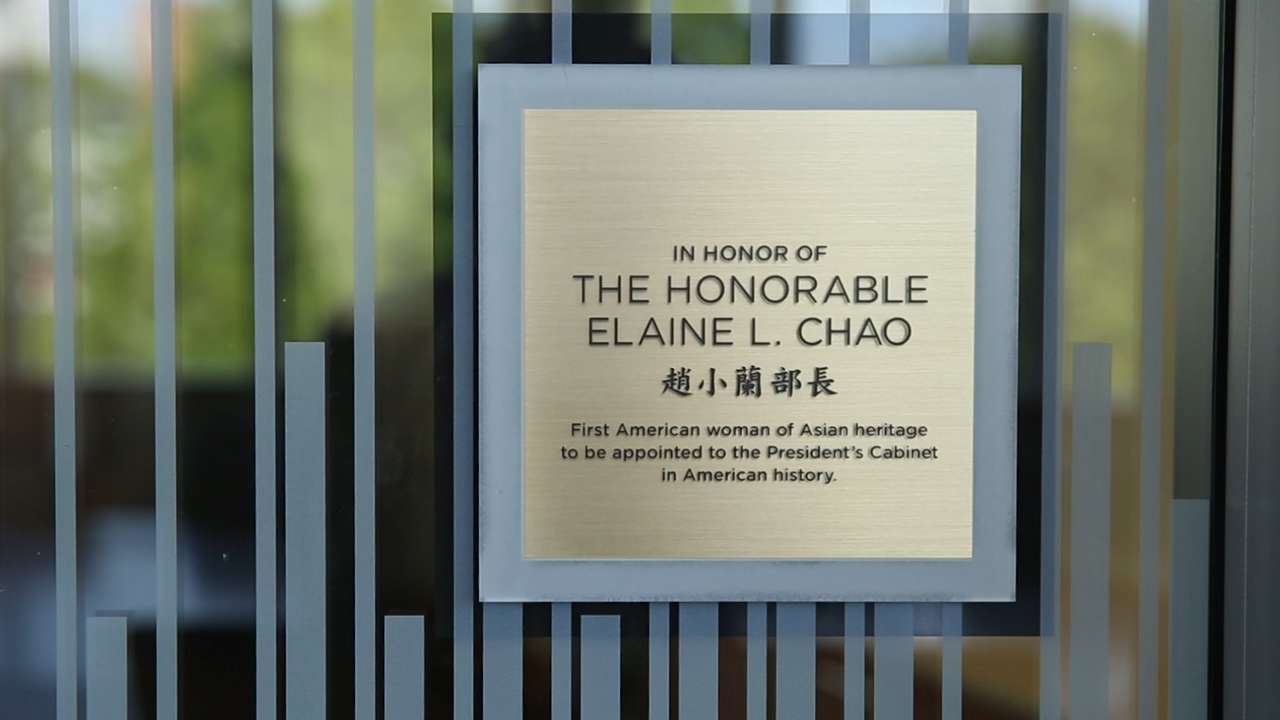 IN HONOR OF
THE HONORABLE
ELAINE L. CHAO
趙小蘭部長
First American woman of Asian heritage
to be appointed to the President's Cabinet
in American history.